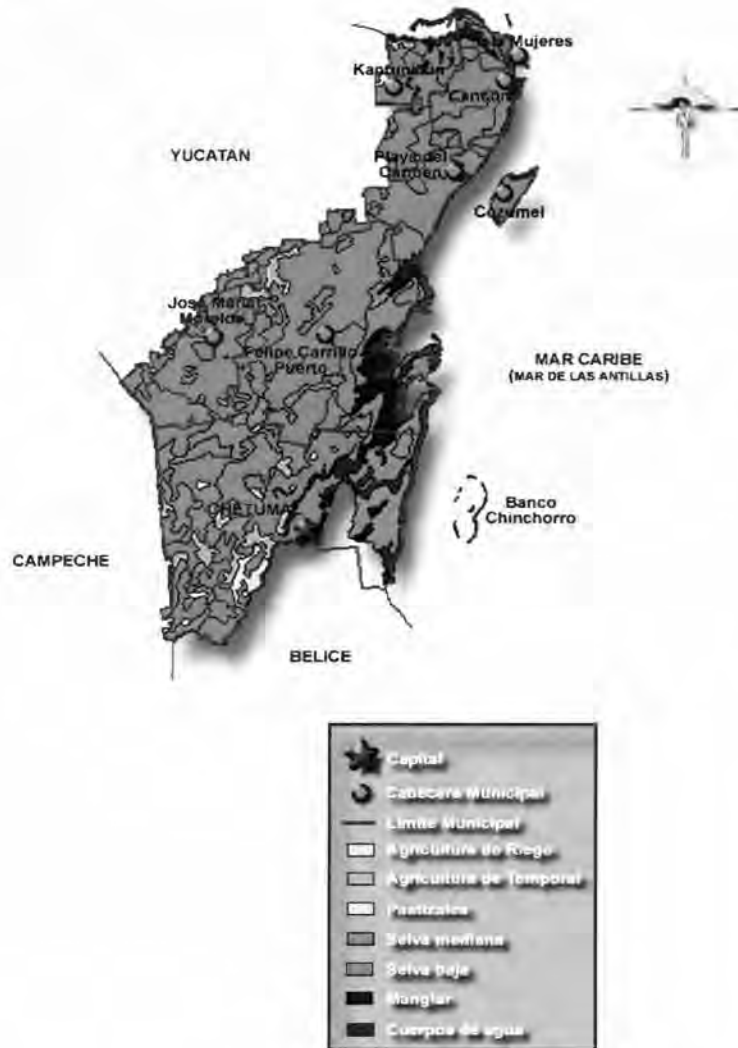 Mujeres
Kantunilkin
Cancún
YUCATAN
Playa del
Carmen
Cozumel
José María
Morelos
Felipe Carrillo
Puerto
MAR CARIBE
(MAR DE LAS ANTILLAS)
CHETUMAL
Banco
Chinchorro
CAMPECHE
BELICE
Capital
Cabecera Municipal
Límite Municipal
Agricultura de Riego
Agricultura de Temporal
Pastizales
Selva mediana
Selva baja
Manglar
Cuerpos de agua